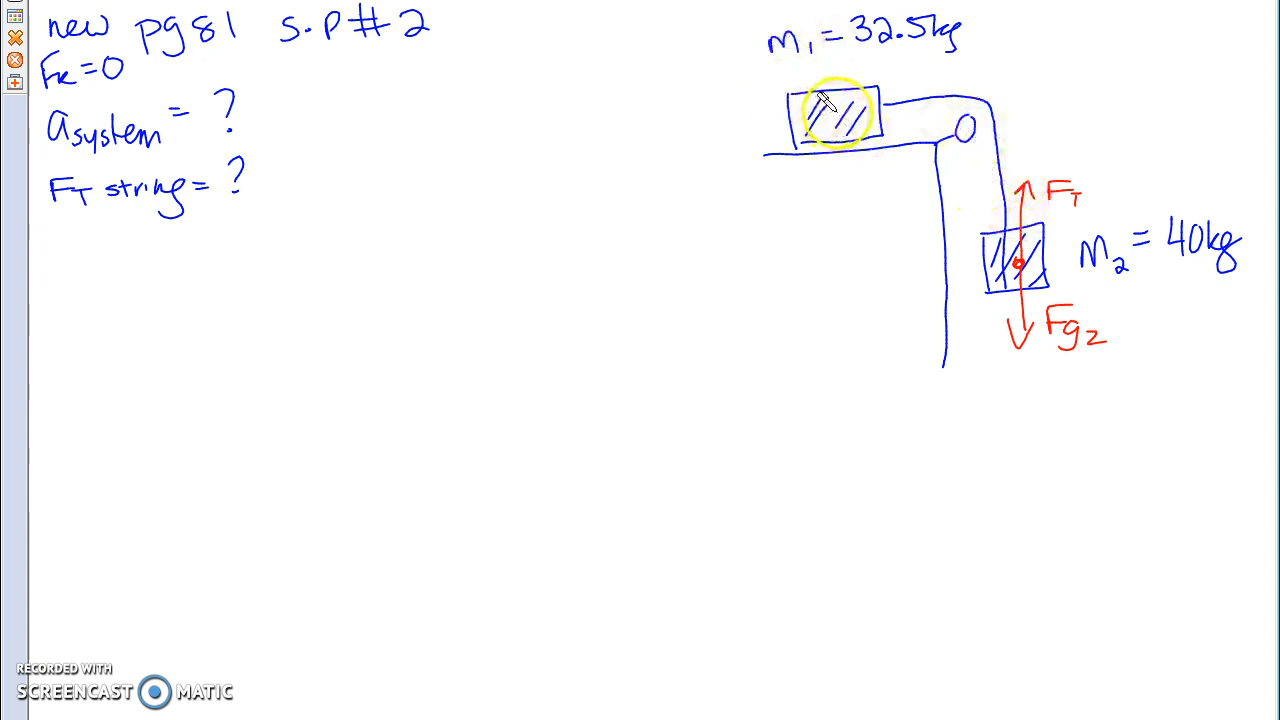 new pg 81 s.p # 2
FK = 0
a system = ?
FT string = ?
m1 = 32.5kg
FT
m2 = 40kg
Fg2
RECORDED WITH
SCREENCAST MATIC